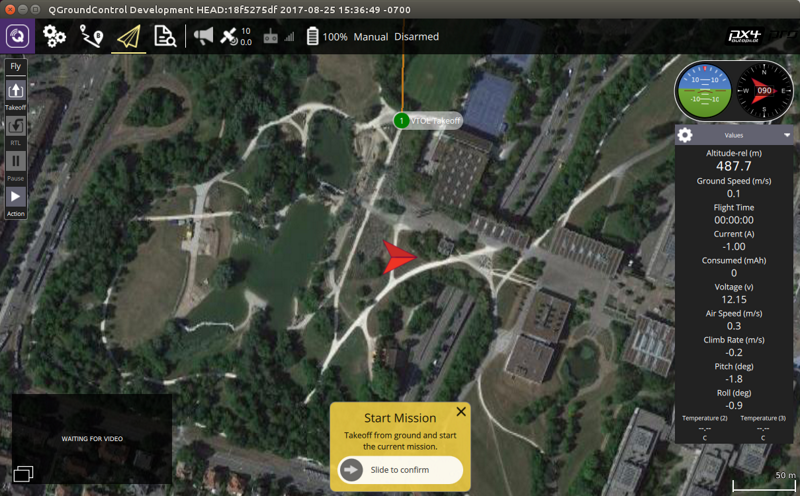 QGroundControl Development HEAD:18f5275df 2017-08-25 15:36:49 -0700
10
0.0
100%
Manual
Disarmed
px4
autopilot
pro
Fly
Takeoff
RTL
Pause
Action
1
VTOL Takeoff
10
10
-10
-10
N
W
090
E
S
Values
Altitude-rel (m)
487.7
Ground Speed (m/s)
0.1
Flight Time
00:00:00
Current (A)
-1.00
Consumed (mAh)
0
Voltage (v)
12.15
Air Speed (m/s)
0.3
Climb Rate (m/s)
-0.2
Pitch (deg)
-1.8
Roll (deg)
-0.9
Temperature (2)
Temperature (3)
--.--
--.--
C
C
WAITING FOR VIDEO
Start Mission
Takeoff from ground and start
the current mission.
Slide to confirm
50 m